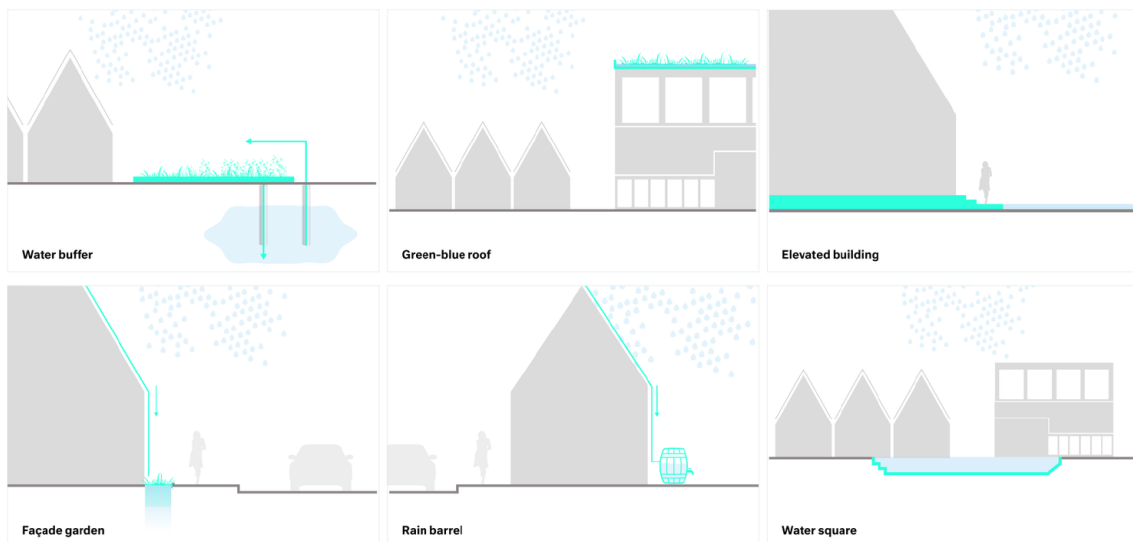 Water buffer
Green-blue roof
Elevated building
Façade garden
Rain barrel
Water square